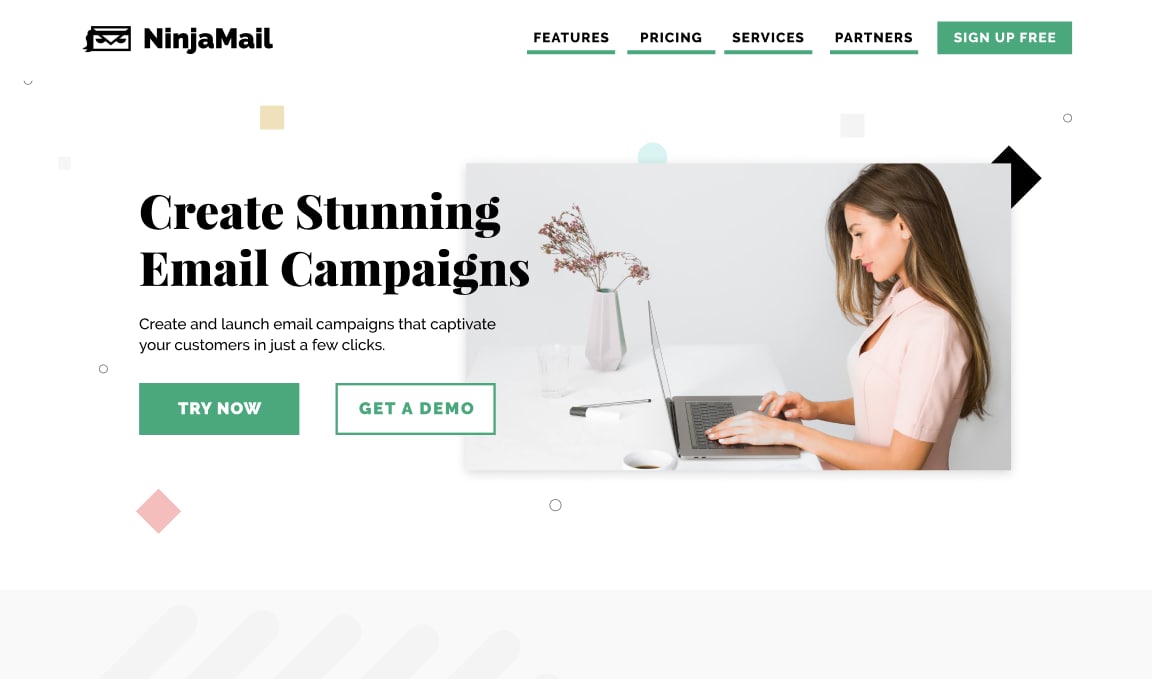 NinjaMail
FEATURES
PRICING
SERVICES
PARTNERS
SIGN UP FREE
Create Stunning
Email Campaigns
Create and launch email campaigns that captivate
your customers in just a few clicks.
TRY NOW
GET A DEMO